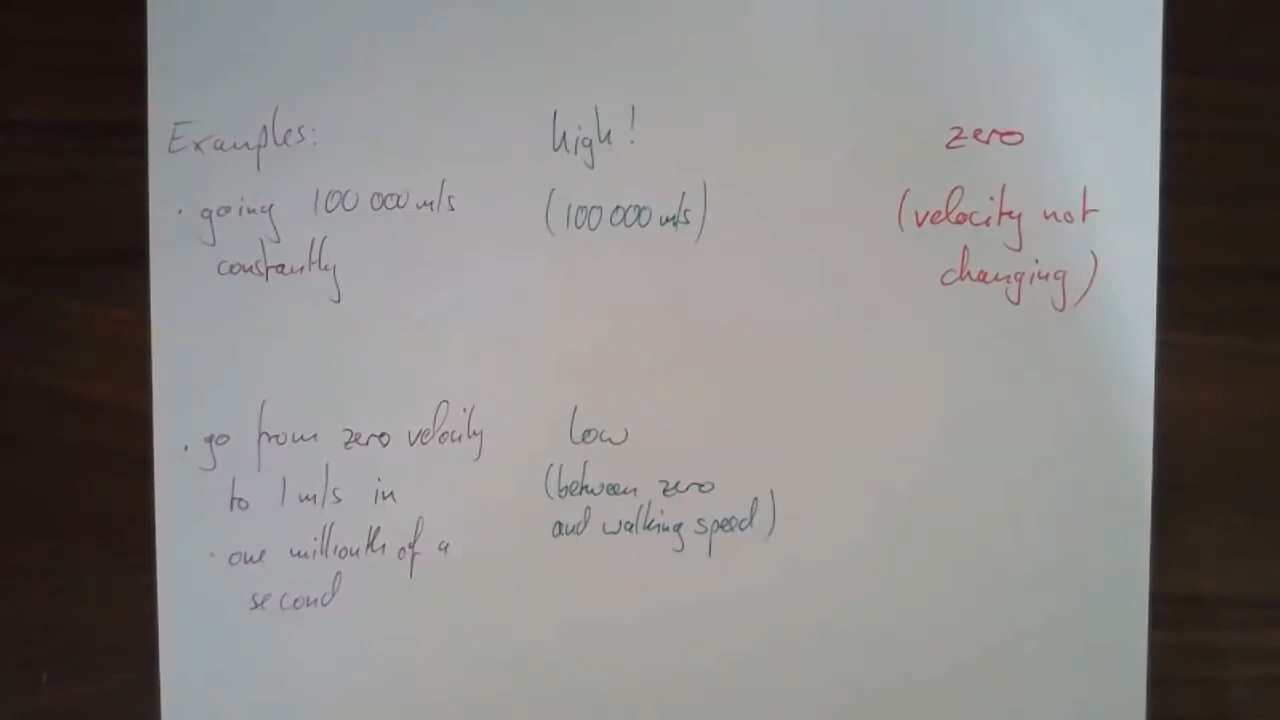 Examples:
· going 100 000 m/s
constantly
high!
(100 000 m/s)
zero
(velocity not
changing)
· go from zero velocity
to 1 m/s in
· one millionth of a
second
low
(between zero
and walking speed)